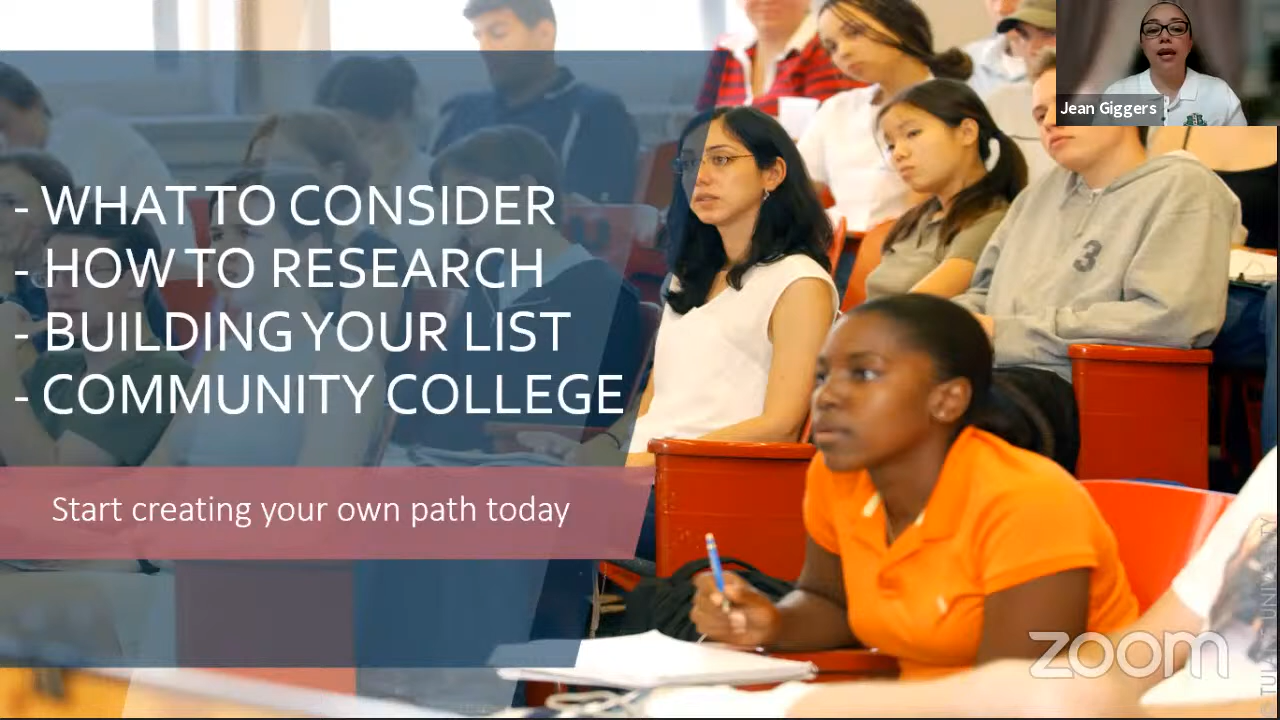 Jean Giggers
- WHAT TO CONSIDER
- HOW TO RESEARCH
- BUILDING YOUR LIST
- COMMUNITY COLLEGE
Start creating your own path today
3
zoom